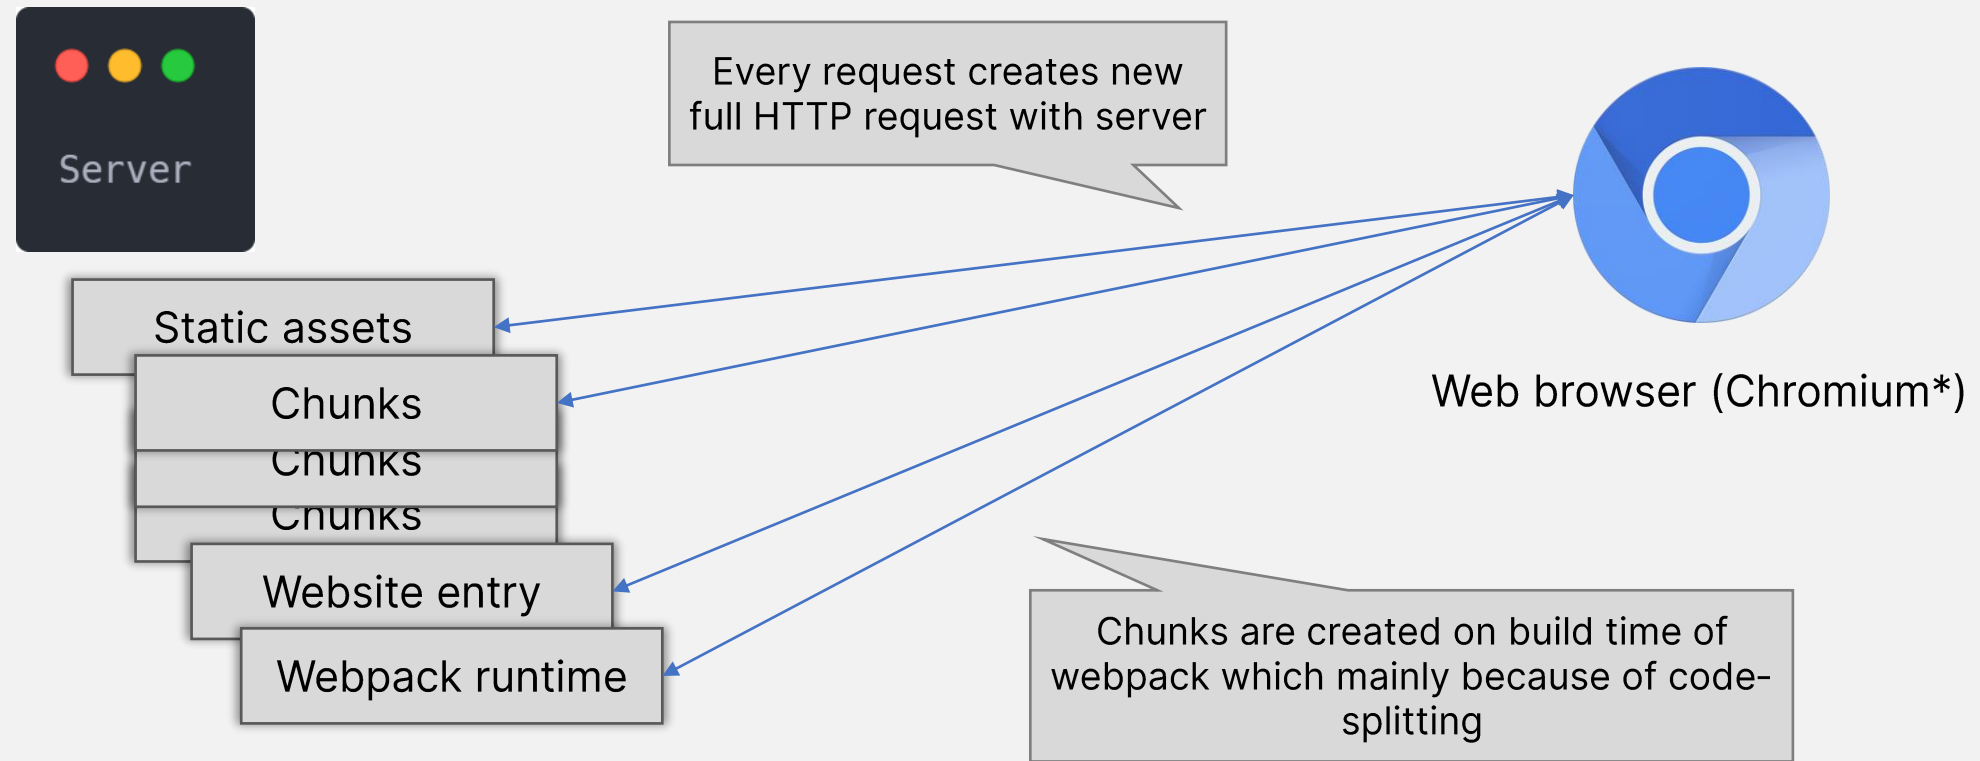 Server
Every request creates new
full HTTP request with server
Static assets
Chunks
Chunks
Chunks
Website entry
Webpack runtime
Web browser (Chromium*)
Chunks are created on build time of
webpack which mainly because of code-
splitting